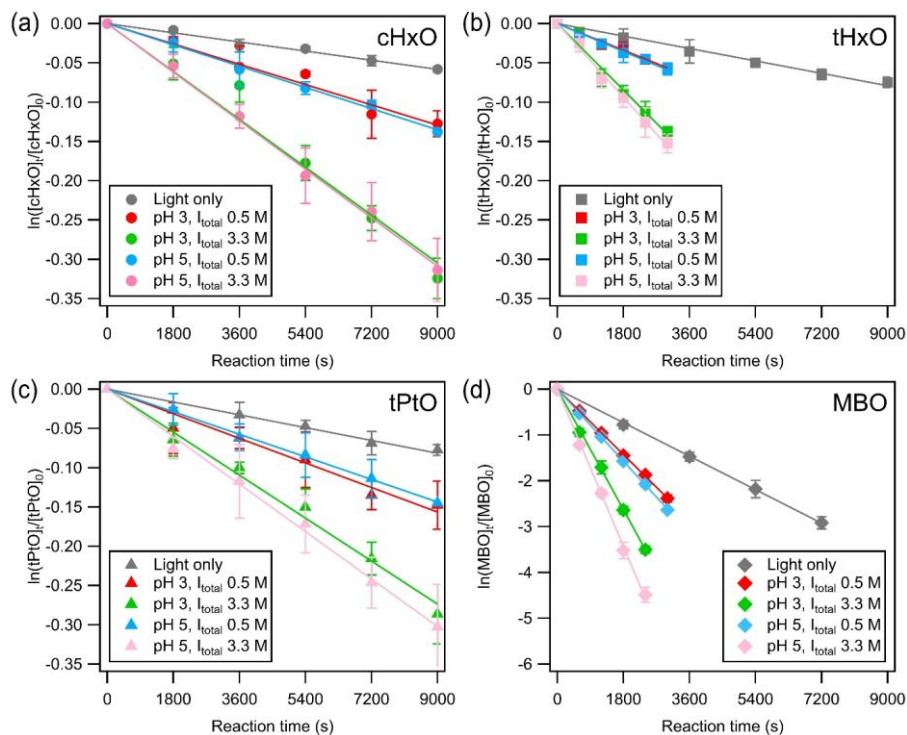 (a)
cHxO
ln([cHxO]t/[cHxO]0)
0.00
-0.05
-0.10
-0.15
-0.20
-0.25
-0.30
-0.35
Light only
pH 3, Itotal 0.5 M
pH 3, Itotal 3.3 M
pH 5, Itotal 0.5 M
pH 5, Itotal 3.3 M
0 1800 3600 5400 7200 9000
Reaction time (s)
(b)
tHxO
ln([tHxO]t/[tHxO]0)
0.00
-0.05
-0.10
-0.15
-0.20
-0.25
-0.30
-0.35
Light only
pH 3, Itotal 0.5 M
pH 3, Itotal 3.3 M
pH 5, Itotal 0.5 M
pH 5, Itotal 3.3 M
0 1800 3600 5400 7200 9000
Reaction time (s)
(c)
tPtO
ln(tPtO]t/[tPtO]0)
0.00
-0.05
-0.10
-0.15
-0.20
-0.25
-0.30
-0.35
Light only
pH 3, Itotal 0.5 M
pH 3, Itotal 3.3 M
pH 5, Itotal 0.5 M
pH 5, Itotal 3.3 M
0 1800 3600 5400 7200 9000
Reaction time (s)
(d)
MBO
ln(MBO]t/[MBO]0)
0
-1
-2
-3
-4
-5
-6
Light only
pH 3, Itotal 0.5 M
pH 3, Itotal 3.3 M
pH 5, Itotal 0.5 M
pH 5, Itotal 3.3 M
0 1800 3600 5400 7200 9000
Reaction time (s)